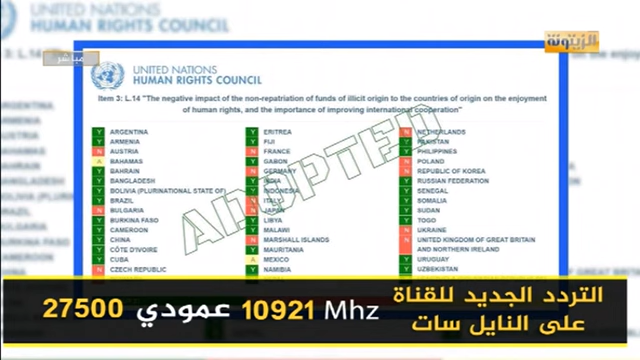 UNITED NATIONS
HUMAN RIGHTS COUNCIL
مباشر
الزيتونة
UNITED NATIONS
HUMAN RIGHTS COUNCIL
Item 3: L.14 "The negative impact of the non-repatriation of funds of illicit origin to the countries of origin on the enjoyment
of human rights, and the importance of improving international cooperation"
Y ARGENTINA
Y ARMENIA
N AUSTRIA
A BAHAMAS
Y BAHRAIN
Y BANGLADESH
Y BOLIVIA (PLURINATIONAL STATE OF)
Y BRAZIL
N BULGARIA
Y BURKINA FASO
Y CAMEROON
Y CHINA
Y CÔTE D'IVOIRE
Y CUBA
N CZECH REPUBLIC
Y ERITREA
Y FIJI
N FRANCE
Y GABON
N GERMANY
Y INDIA
Y INDONESIA
N ITALY
N JAPAN
Y LIBYA
Y MALAWI
N MARSHALL ISLANDS
Y MAURITANIA
A MEXICO
Y NAMIBIA
N NETHERLANDS
Y PAKISTAN
Y PHILIPPINES
N POLAND
N REPUBLIC OF KOREA
Y RUSSIAN FEDERATION
Y SENEGAL
Y SOMALIA
Y SUDAN
Y TOGO
N UKRAINE
N UNITED KINGDOM OF GREAT BRITAIN
AND NORTHERN IRELAND
Y URUGUAY
Y UZBEKISTAN
ADOPTED
التردد الجديد للقناة
على النايل سات
10921 Mhz عمودي 27500